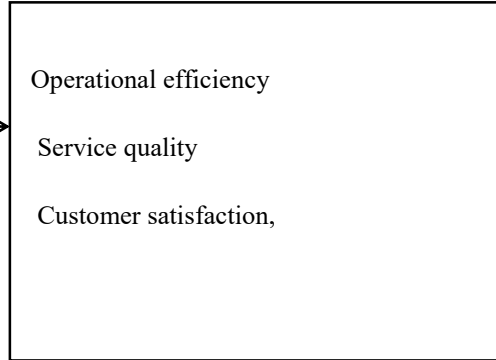 Operational efficiency
Service quality
Customer satisfaction,